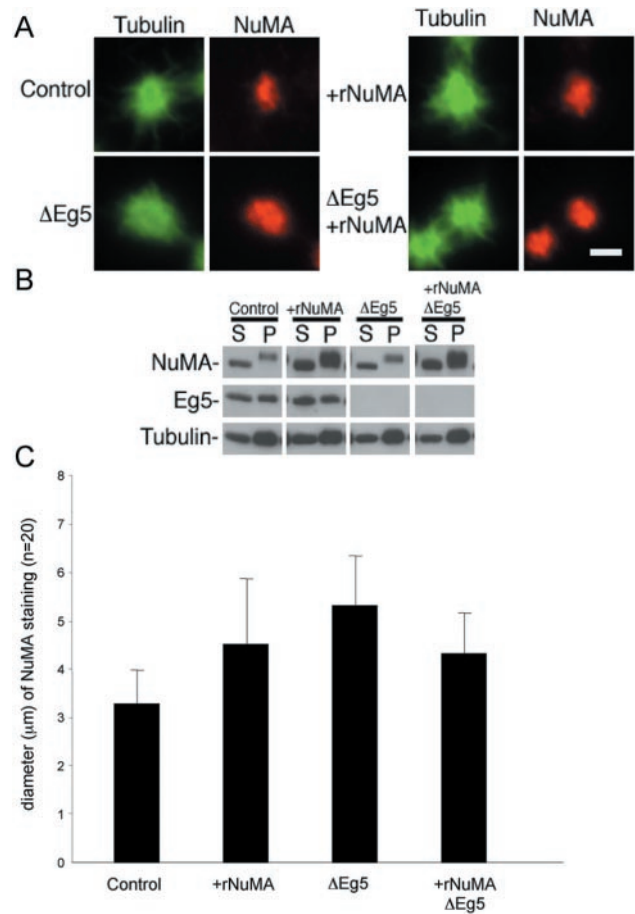 A
Tubulin NuMA Tubulin NuMA
Control +rNuMA
ΔEg5 ΔEg5
+rNuMA
B
Control +rNuMA ΔEg5 +rNuMA
ΔEg5
S P S P S P S P
NuMA-
Eg5-
Tubulin-
C
diameter (μm) of NuMA staining (n=20)
8
7
6
5
4
3
2
1
0
Control +rNuMA ΔEg5 +rNuMA
ΔEg5